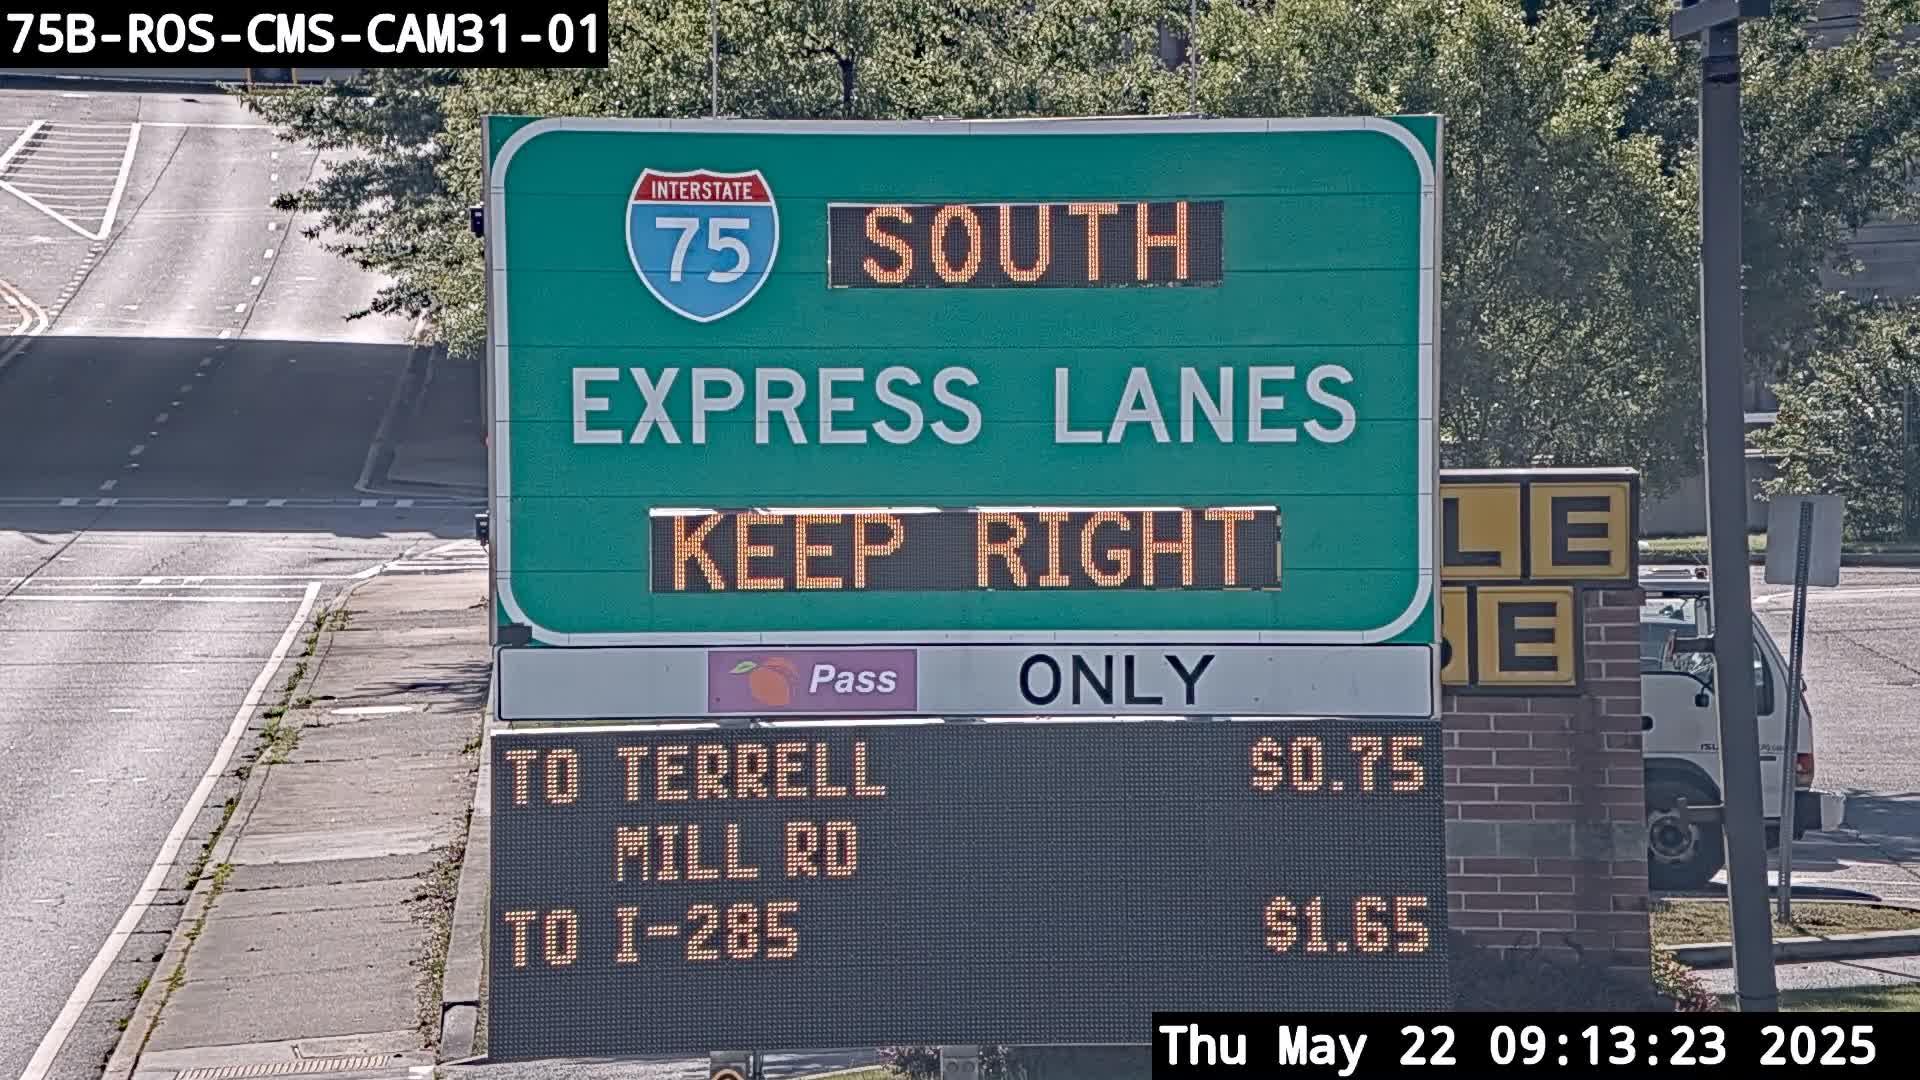 75B-ROS-CMS-CAM31-01
INTERSTATE
75
SOUTH
EXPRESS LANES
KEEP RIGHT
Pass ONLY
TO TERRELL $0.75
MILL RD
TO I-285 $1.65
LE
E
Thu May 22 09:13:23 2025